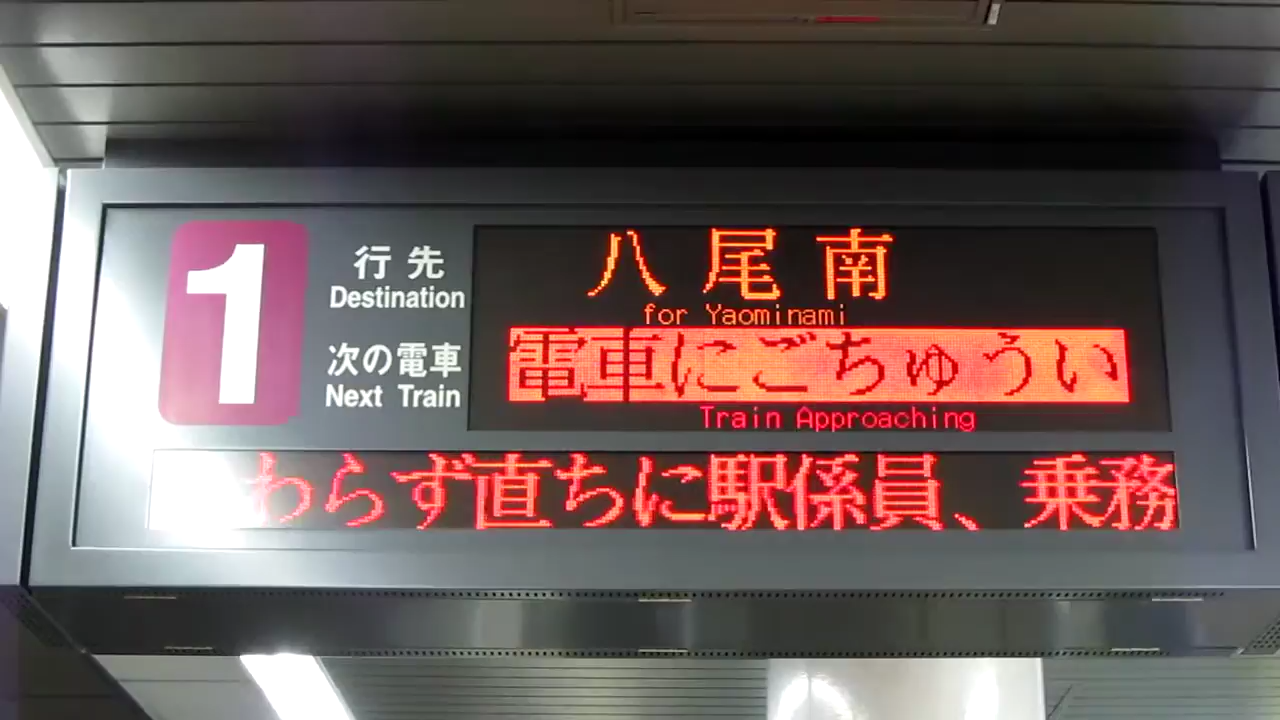 1
行先
Destination
八尾南
for Yaominami
次の電車
Next Train
電車にごちゅうい
Train Approaching
わらず直ちに駅係員、乗務